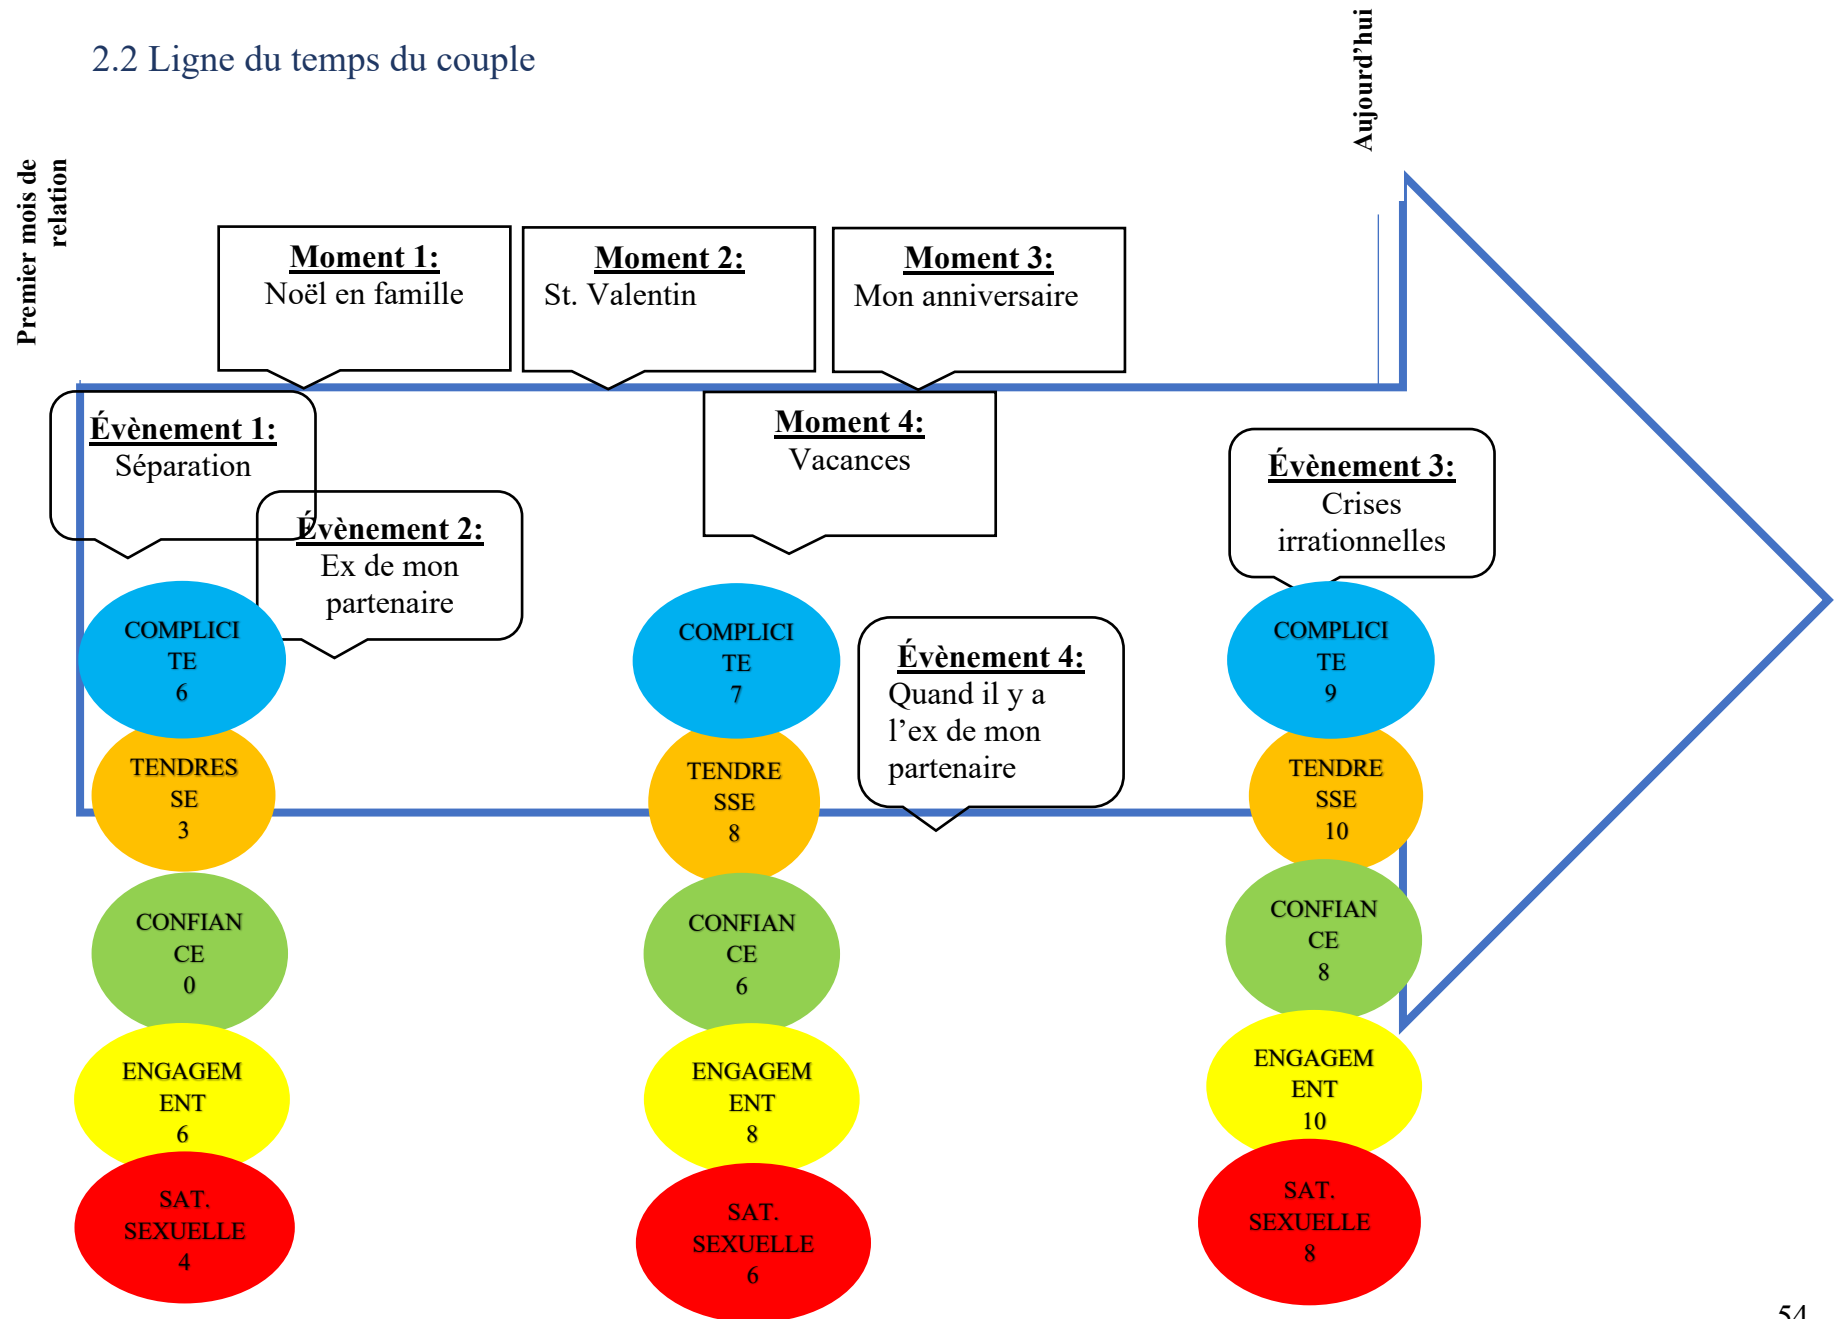 2.2 Ligne du temps du couple
Aujourd’hui
Premier mois de
relation
Moment 1:
Noël en famille
Moment 2:
St. Valentin
Moment 3:
Mon anniversaire
Évènement 1:
Séparation
Évènement 2:
Ex de mon
partenaire
Moment 4:
Vacances
Évènement 3:
Crises
irrationnelles
Évènement 4:
Quand il y a
l’ex de mon
partenaire
COMPLICI
TE
6
TENDRES
SE
3
CONFIAN
CE
0
ENGAGEM
ENT
6
SAT.
SEXUELLE
4
COMPLICI
TE
7
TENDRE
SSE
8
CONFIAN
CE
6
ENGAGEM
ENT
8
SAT.
SEXUELLE
6
COMPLICI
TE
9
TENDRE
SSE
10
CONFIAN
CE
8
ENGAGEM
ENT
10
SAT.
SEXUELLE
8
54